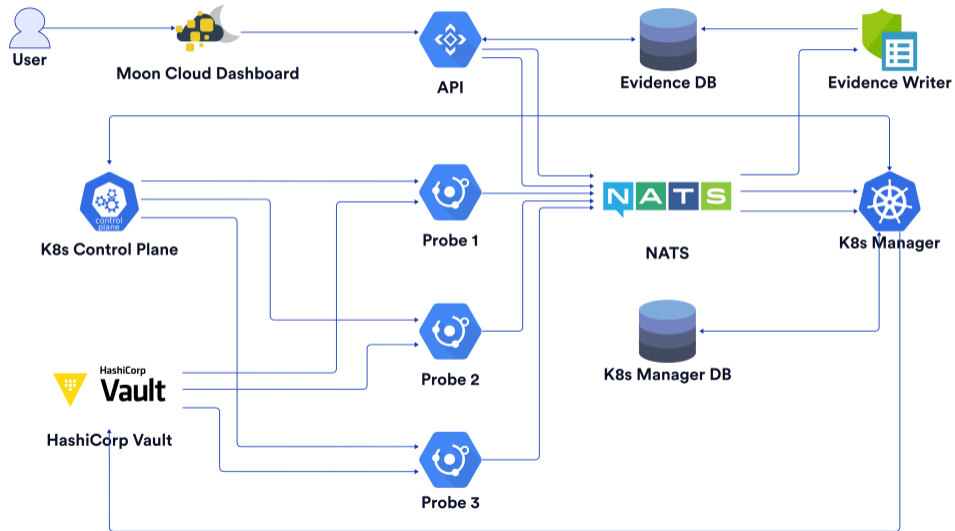 User
Moon Cloud Dashboard
API
Evidence DB
Evidence Writer
control
plane
K8s Control Plane
Probe 1
NATS
NATS
K8s Manager
Probe 2
K8s Manager DB
HashiCorp
Vault
HashiCorp Vault
Probe 3